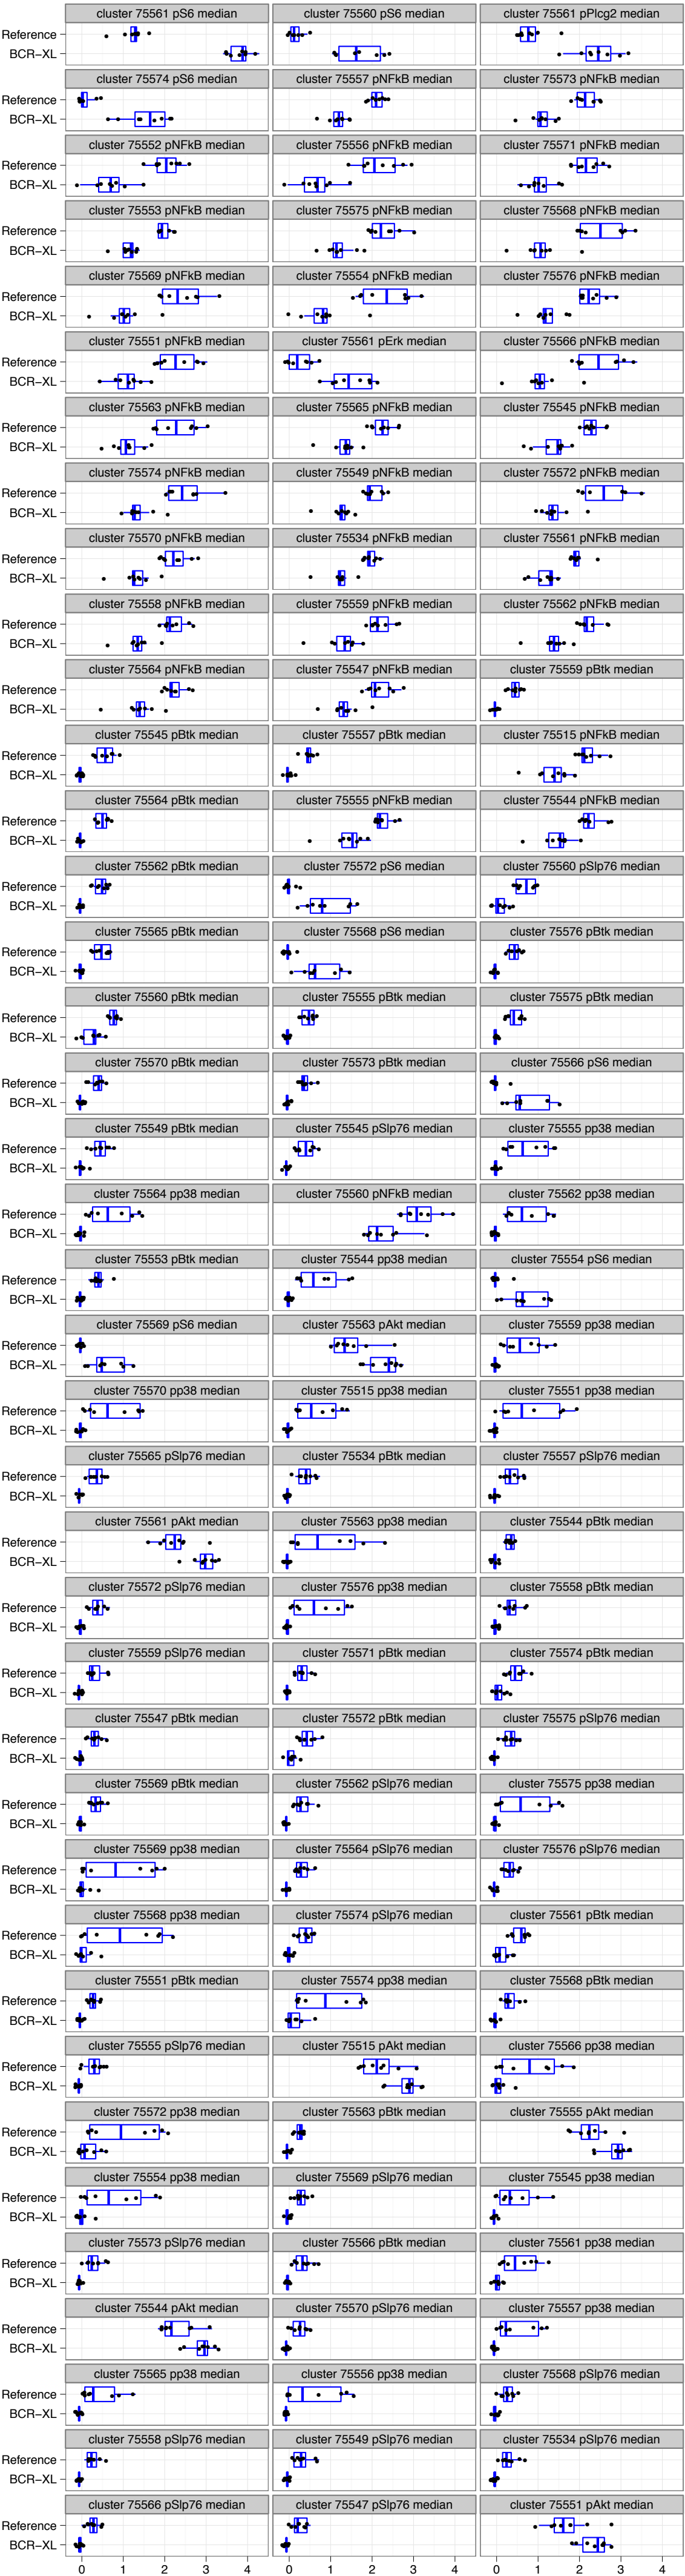 cluster 75561 pS6 median cluster 75560 pS6 median cluster 75561 pPlcg2 median
Reference
BCR−XL
cluster 75574 pS6 median cluster 75557 pNFkB median cluster 75573 pNFkB median
Reference
BCR−XL
cluster 75552 pNFkB median cluster 75556 pNFkB median cluster 75571 pNFkB median
Reference
BCR−XL
cluster 75553 pNFkB median cluster 75575 pNFkB median cluster 75568 pNFkB median
Reference
BCR−XL
cluster 75569 pNFkB median cluster 75554 pNFkB median cluster 75576 pNFkB median
Reference
BCR−XL
cluster 75551 pNFkB median cluster 75561 pErk median cluster 75566 pNFkB median
Reference
BCR−XL
cluster 75563 pNFkB median cluster 75565 pNFkB median cluster 75545 pNFkB median
Reference
BCR−XL
cluster 75574 pNFkB median cluster 75549 pNFkB median cluster 75572 pNFkB median
Reference
BCR−XL
cluster 75570 pNFkB median cluster 75534 pNFkB median cluster 75561 pNFkB median
Reference
BCR−XL
cluster 75558 pNFkB median cluster 75559 pNFkB median cluster 75562 pNFkB median
Reference
BCR−XL
cluster 75564 pNFkB median cluster 75547 pNFkB median cluster 75559 pBtk median
Reference
BCR−XL
cluster 75545 pBtk median cluster 75557 pBtk median cluster 75515 pNFkB median
Reference
BCR−XL
cluster 75564 pBtk median cluster 75555 pNFkB median cluster 75544 pNFkB median
Reference
BCR−XL
cluster 75562 pBtk median cluster 75572 pS6 median cluster 75560 pSlp76 median
Reference
BCR−XL
cluster 75565 pBtk median cluster 75568 pS6 median cluster 75576 pBtk median
Reference
BCR−XL
cluster 75560 pBtk median cluster 75555 pBtk median cluster 75575 pBtk median
Reference
BCR−XL
cluster 75570 pBtk median cluster 75573 pBtk median cluster 75566 pS6 median
Reference
BCR−XL
cluster 75549 pBtk median cluster 75545 pSlp76 median cluster 75555 pp38 median
Reference
BCR−XL
cluster 75564 pp38 median cluster 75560 pNFkB median cluster 75562 pp38 median
Reference
BCR−XL
cluster 75553 pBtk median cluster 75544 pp38 median cluster 75554 pS6 median
Reference
BCR−XL
cluster 75569 pS6 median cluster 75563 pAkt median cluster 75559 pp38 median
Reference
BCR−XL
cluster 75570 pp38 median cluster 75515 pp38 median cluster 75551 pp38 median
Reference
BCR−XL
cluster 75565 pSlp76 median cluster 75534 pBtk median cluster 75557 pSlp76 median
Reference
BCR−XL
cluster 75561 pAkt median cluster 75563 pp38 median cluster 75544 pBtk median
Reference
BCR−XL
cluster 75572 pSlp76 median cluster 75576 pp38 median cluster 75558 pBtk median
Reference
BCR−XL
cluster 75559 pSlp76 median cluster 75571 pBtk median cluster 75574 pBtk median
Reference
BCR−XL
cluster 75547 pBtk median cluster 75572 pBtk median cluster 75575 pSlp76 median
Reference
BCR−XL
cluster 75569 pBtk median cluster 75562 pSlp76 median cluster 75575 pp38 median
Reference
BCR−XL
cluster 75569 pp38 median cluster 75564 pSlp76 median cluster 75576 pSlp76 median
Reference
BCR−XL
cluster 75568 pp38 median cluster 75574 pSlp76 median cluster 75561 pBtk median
Reference
BCR−XL
cluster 75551 pBtk median cluster 75574 pp38 median cluster 75568 pBtk median
Reference
BCR−XL
cluster 75555 pSlp76 median cluster 75515 pAkt median cluster 75566 pp38 median
Reference
BCR−XL
cluster 75572 pp38 median cluster 75563 pBtk median cluster 75555 pAkt median
Reference
BCR−XL
cluster 75554 pp38 median cluster 75569 pSlp76 median cluster 75545 pp38 median
Reference
BCR−XL
cluster 75573 pSlp76 median cluster 75566 pBtk median cluster 75561 pp38 median
Reference
BCR−XL
cluster 75544 pAkt median cluster 75570 pSlp76 median cluster 75557 pp38 median
Reference
BCR−XL
cluster 75565 pp38 median cluster 75556 pp38 median cluster 75568 pSlp76 median
Reference
BCR−XL
cluster 75558 pSlp76 median cluster 75549 pSlp76 median cluster 75534 pSlp76 median
Reference
BCR−XL
cluster 75566 pSlp76 median cluster 75547 pSlp76 median cluster 75551 pAkt median
Reference
BCR−XL
0 1 2 3 4 0 1 2 3 4 0 1 2 3 4